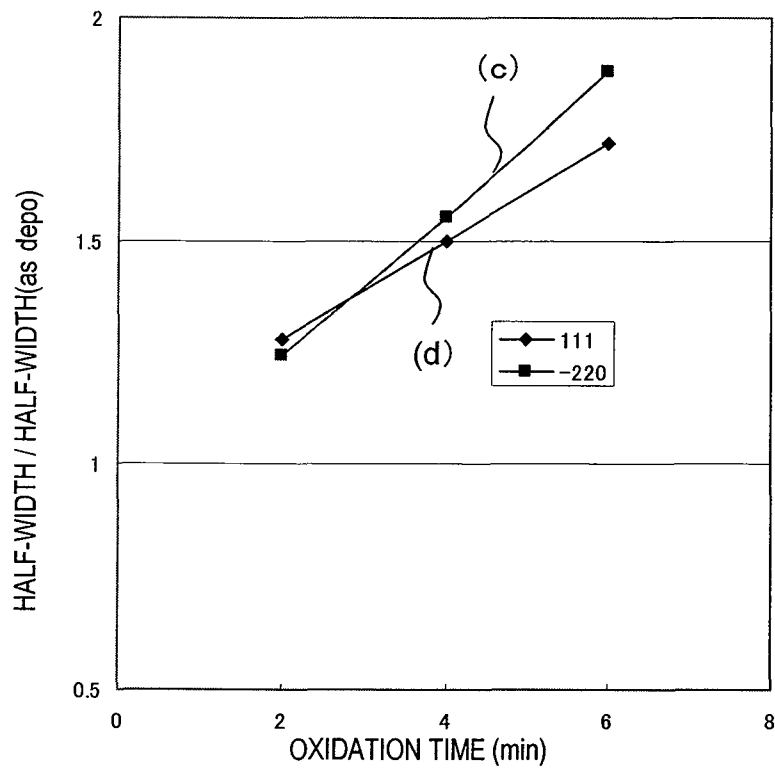 2
(c)
1.5
(d)
111
-220
1
0.5
0
2
4
6
8
HALF-WIDTH / HALF-WIDTH(as depo)
OXIDATION TIME (min)